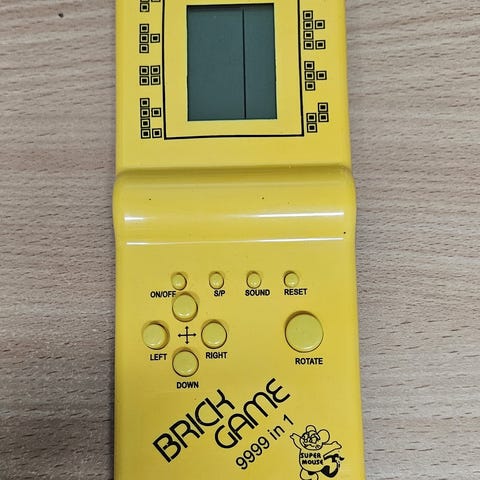 ON/OFF S/P SOUND RESET
LEFT RIGHT
ROTATE
DOWN
BRICK
GAME
9999 in 1
SUPER
MOUSE